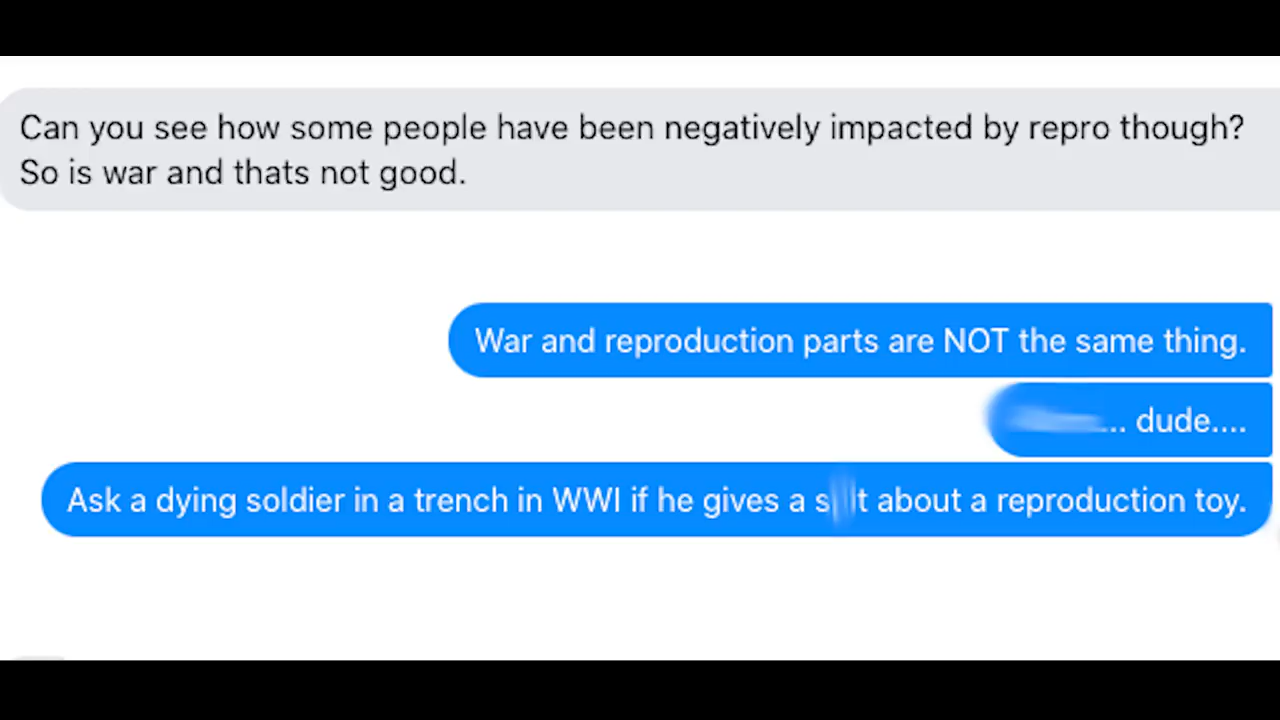 Can you see how some people have been negatively impacted by repro though?
So is war and thats not good.
War and reproduction parts are NOT the same thing.
... dude....
Ask a dying soldier in a trench in WWI if he gives a about a reproduction toy.